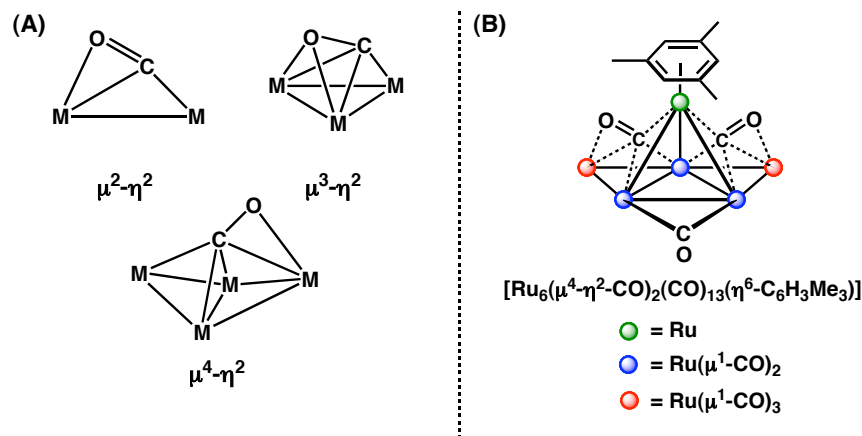 (A)
O
C
M
M
μ²-η²
O
C
M
M
M
μ³-η²
O
C
M
M
M
M
μ⁴-η²
(B)
O
C
C
O
C
O
[Ru₆(μ⁴-η²-CO)₂(CO)₁₃(η⁶-C₆H₃Me₃)]
= Ru
= Ru(μ¹-CO)₂
= Ru(μ¹-CO)₃